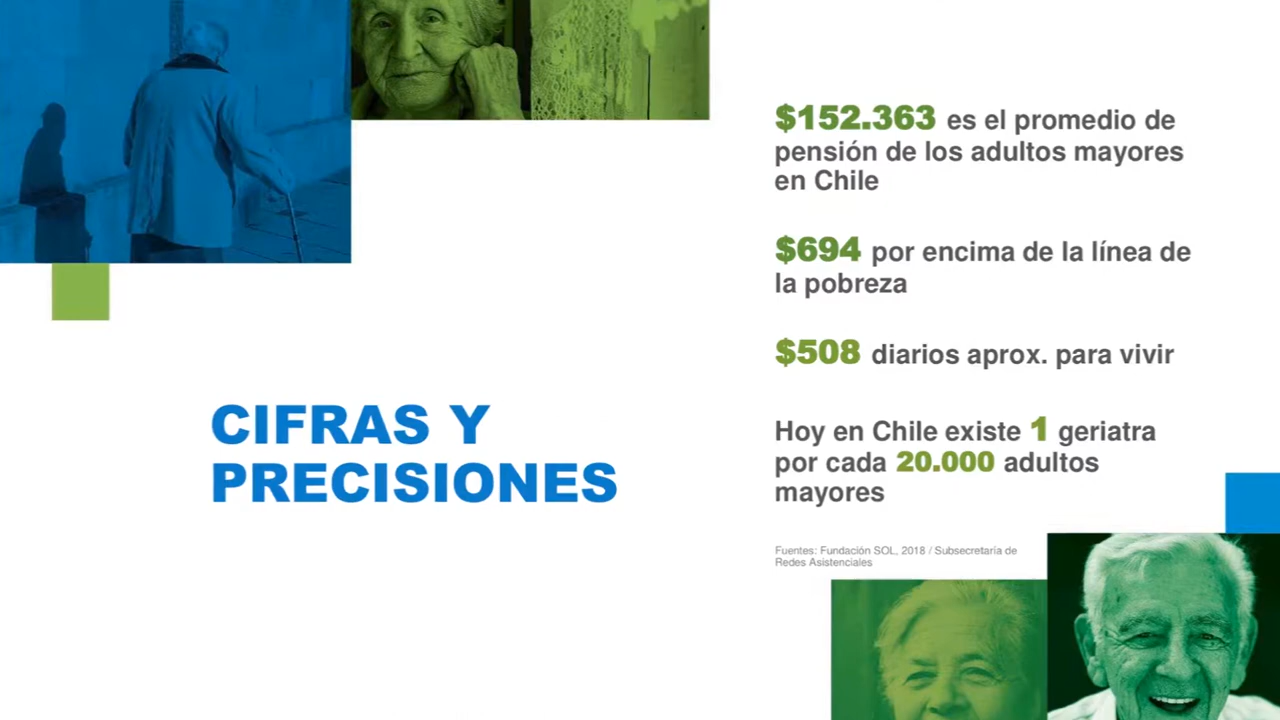 CIFRAS Y
PRECISIONES
$152.363 es el promedio de
pensión de los adultos mayores
en Chile
$694 por encima de la línea de
la pobreza
$508 diarios aprox. para vivir
Hoy en Chile existe 1 geriatra
por cada 20.000 adultos
mayores
Fuentes: Fundación SOL, 2018 / Subsecretaría de
Redes Asistenciales